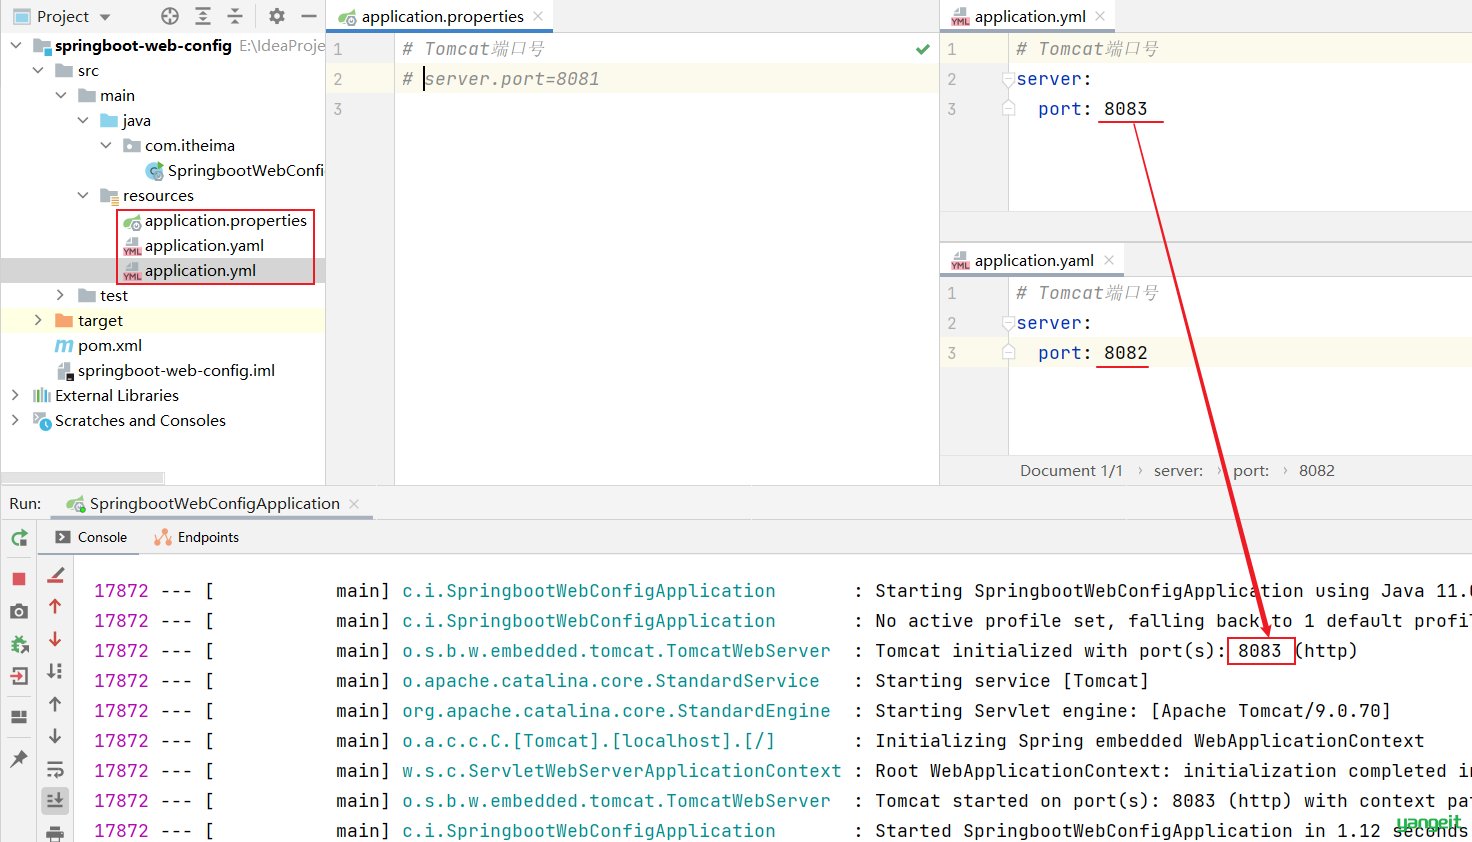 Project
springboot-web-config E:\IdeaProje
src
main
java
com.itheima
SpringbootWebConfi
resources
application.properties
application.yaml
application.yml
test
target
pom.xml
springboot-web-config.iml
External Libraries
Scratches and Consoles
application.properties
1 # Tomcat端口号
2 # server.port=8081
3
application.yml
1 # Tomcat端口号
2 server:
3 port: 8083
application.yaml
1 # Tomcat端口号
2 server:
3 port: 8082
Document 1/1 › server: › port: › 8082
Run: SpringbootWebConfigApplication
Console Endpoints
17872 --- [ main] c.i.SpringbootWebConfigApplication : Starting SpringbootWebConfigApplication using Java 11.0
17872 --- [ main] c.i.SpringbootWebConfigApplication : No active profile set, falling back to 1 default profil
17872 --- [ main] o.s.b.w.embedded.tomcat.TomcatWebServer : Tomcat initialized with port(s): 8083 (http)
17872 --- [ main] o.apache.catalina.core.StandardService : Starting service [Tomcat]
17872 --- [ main] org.apache.catalina.core.StandardEngine : Starting Servlet engine: [Apache Tomcat/9.0.70]
17872 --- [ main] o.a.c.c.C.[Tomcat].[localhost].[/] : Initializing Spring embedded WebApplicationContext
17872 --- [ main] w.s.c.ServletWebServerApplicationContext : Root WebApplicationContext: initialization completed in
17872 --- [ main] o.s.b.w.embedded.tomcat.TomcatWebServer : Tomcat started on port(s): 8083 (http) with context pa
17872 --- [ main] c.i.SpringbootWebConfigApplication : Started SpringbootWebConfigApplication in 1.12 seconds
yangeit